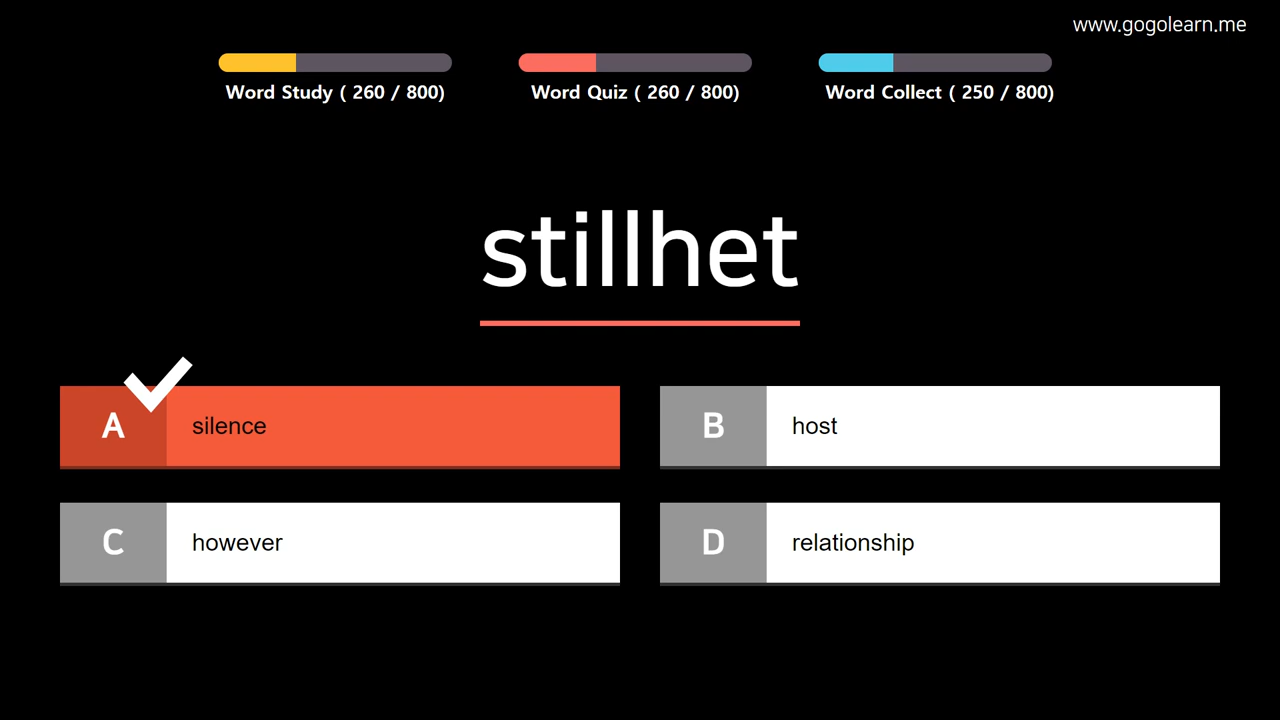 www.gogolearn.me
Word Study ( 260 / 800)
Word Quiz ( 260 / 800)
Word Collect ( 250 / 800)
stillhet
A silence
B host
C however
D relationship